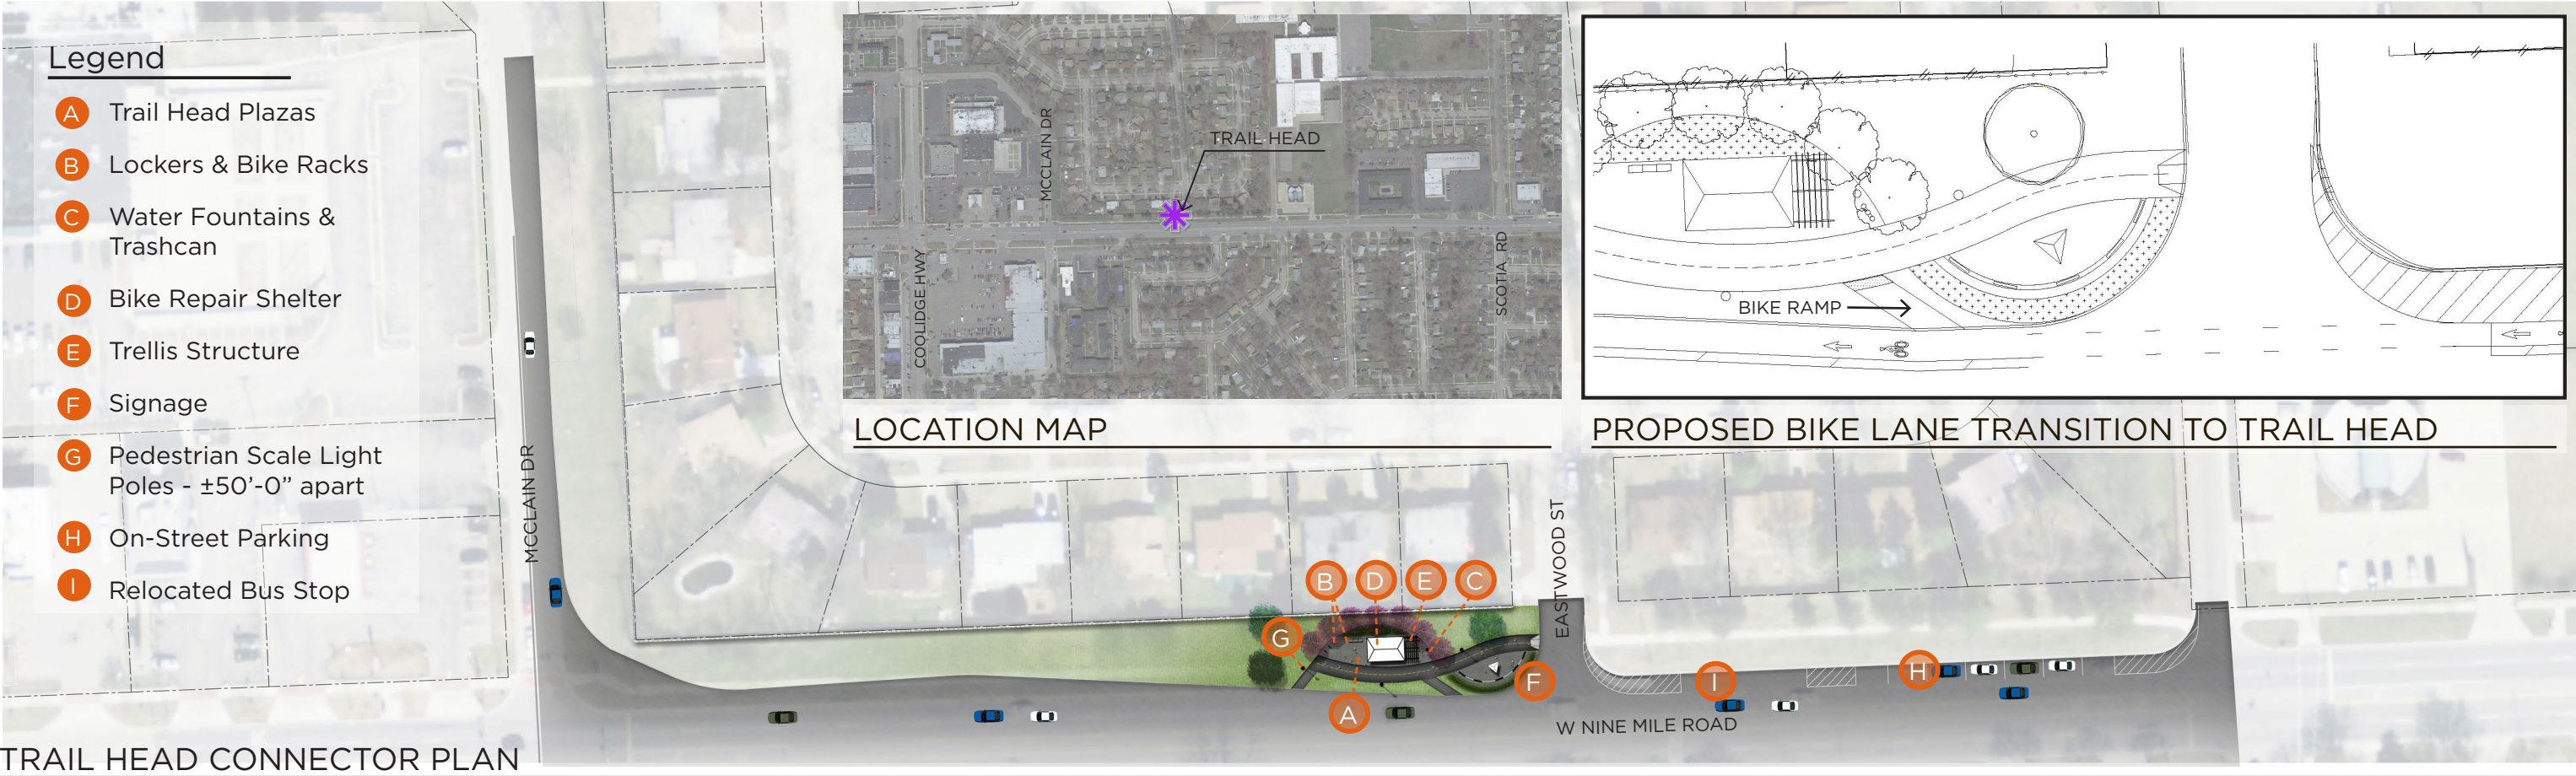 Legend
A Trail Head Plazas
B Lockers & Bike Racks
C Water Fountains &
Trashcan
D Bike Repair Shelter
E Trellis Structure
F Signage
G Pedestrian Scale Light
Poles - ±50’-0” apart
H On-Street Parking
I Relocated Bus Stop
TRAIL HEAD
MCCLAIN DR
COOLIDGE HWY
SCOTIA RD
LOCATION MAP
BIKE RAMP
PROPOSED BIKE LANE TRANSITION TO TRAIL HEAD
MCCLAIN DR
EASTWOOD ST
B D E C
G
F
A
I
H
W NINE MILE ROAD
TRAIL HEAD CONNECTOR PLAN